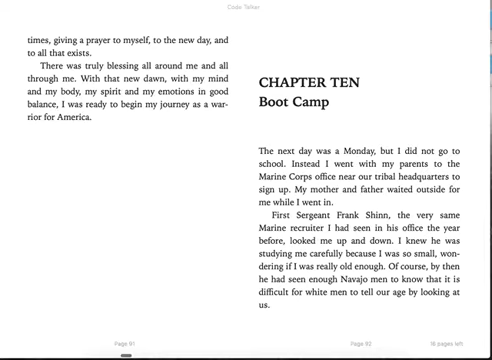 Code Talker
times, giving a prayer to myself, to the new day, and
to all that exists.
There was truly blessing all around me and all
through me. With that new dawn, with my mind
and my body, my spirit and my emotions in good
balance, I was ready to begin my journey as a war-
rior for America.
Page 91
CHAPTER TEN
Boot Camp
The next day was a Monday, but I did not go to
school. Instead I went with my parents to the
Marine Corps office near our tribal headquarters to
sign up. My mother and father waited outside for
me while I went in.
First Sergeant Frank Shinn, the very same
Marine recruiter I had seen in his office the year
before, looked me up and down. I knew he was
studying me carefully because I was so small, won-
dering if I was really old enough. Of course, by then
he had seen enough Navajo men to know that it is
difficult for white men to tell our age by looking at
us.
Page 92
18 pages left